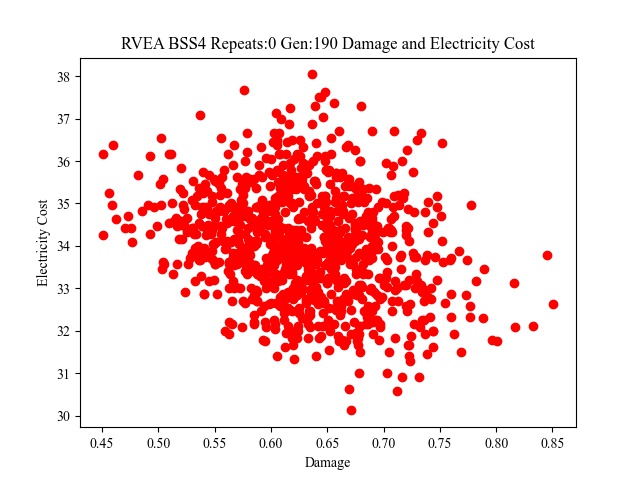 RVEA BSS4 Repeats:0 Gen:190 Damage and Electricity Cost
38
37
36
35
34
33
32
31
30
Electricity Cost
0.45 0.50 0.55 0.60 0.65 0.70 0.75 0.80 0.85
Damage